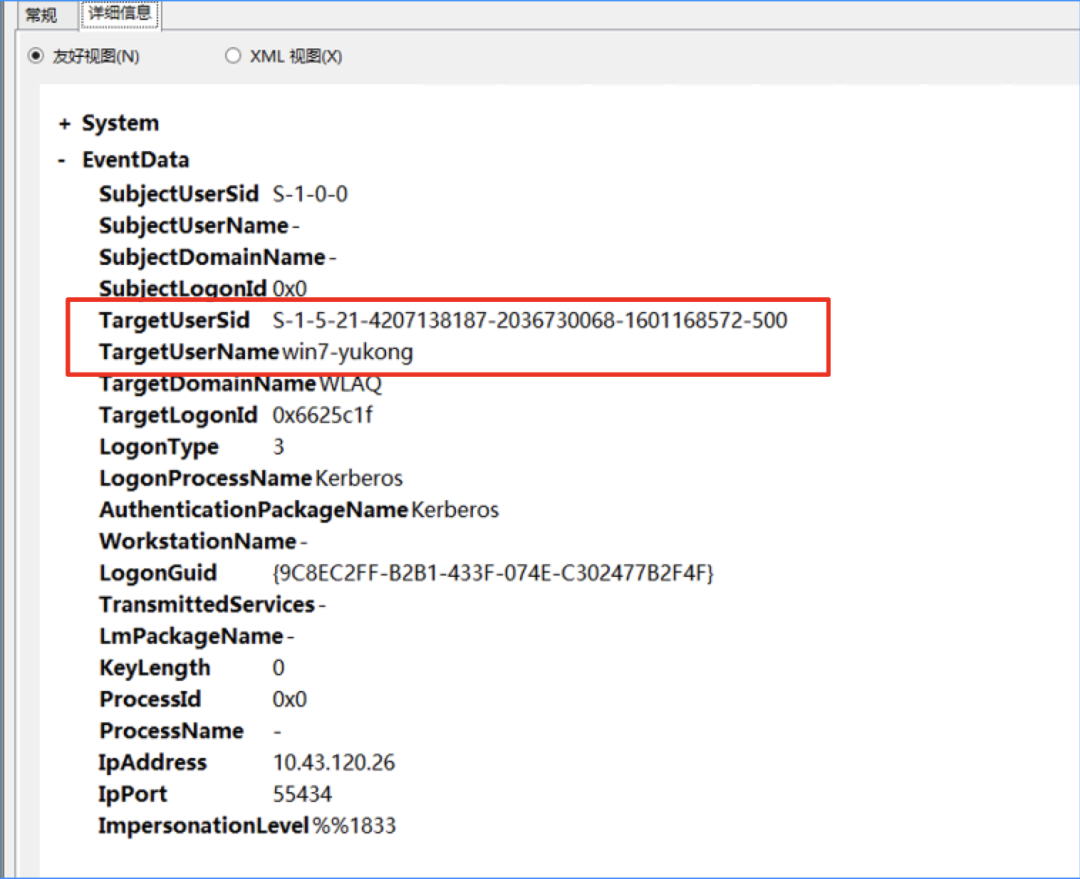 常规 详细信息
友好视图(N) XML 视图(X)
+ System
- EventData
SubjectUserSid S-1-0-0
SubjectUserName -
SubjectDomainName -
SubjectLogonId 0x0
TargetUserSid S-1-5-21-4207138187-2036730068-1601168572-500
TargetUserName win7-yukong
TargetDomainName WLAQ
TargetLogonId 0x6625c1f
LogonType 3
LogonProcessName Kerberos
AuthenticationPackageName Kerberos
WorkstationName -
LogonGuid {9C8EC2FF-B2B1-433F-074E-C302477B2F4F}
TransmittedServices -
LmPackageName -
KeyLength 0
ProcessId 0x0
ProcessName -
IpAddress 10.43.120.26
IpPort 55434
ImpersonationLevel %%1833